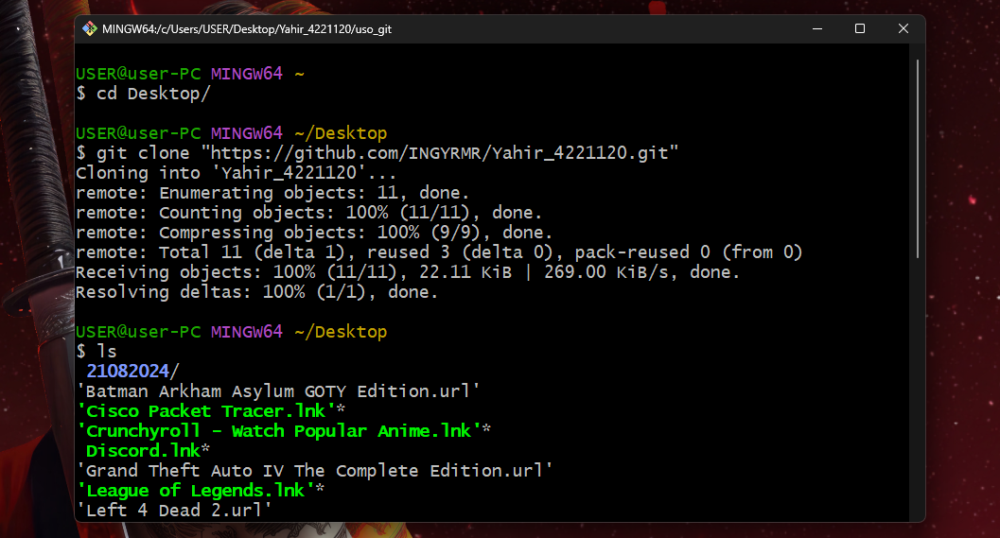 MINGW64:/c/Users/USER/Desktop/Yahir_4221120/uso_git
USER@user-PC MINGW64 ~
$ cd Desktop/
USER@user-PC MINGW64 ~/Desktop
$ git clone "https://github.com/INGYRMR/Yahir_4221120.git"
Cloning into 'Yahir_4221120'...
remote: Enumerating objects: 11, done.
remote: Counting objects: 100% (11/11), done.
remote: Compressing objects: 100% (9/9), done.
remote: Total 11 (delta 1), reused 3 (delta 0), pack-reused 0 (from 0)
Receiving objects: 100% (11/11), 22.11 KiB | 269.00 KiB/s, done.
Resolving deltas: 100% (1/1), done.
USER@user-PC MINGW64 ~/Desktop
$ ls
21082024/
'Batman Arkham Asylum GOTY Edition.url'
'Cisco Packet Tracer.lnk'*
'Crunchyroll - Watch Popular Anime.lnk'*
Discord.lnk*
'Grand Theft Auto IV The Complete Edition.url'
'League of Legends.lnk'*
'Left 4 Dead 2.url'